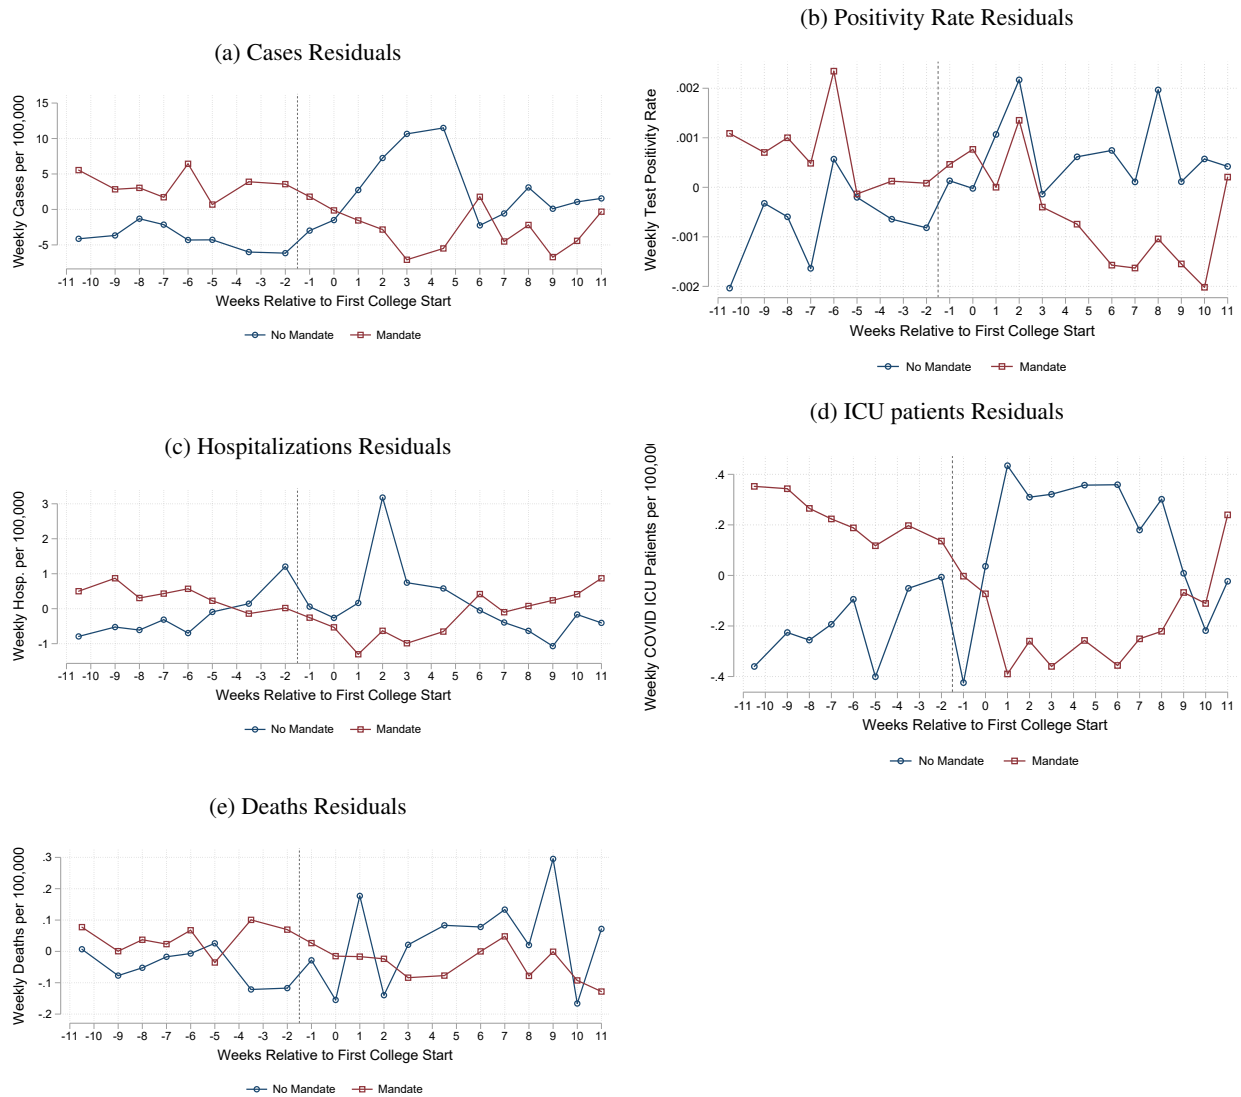 (a) Cases Residuals
Weekly Cases per 100,000
15
10
5
0
-5
-11 -10 -9 -8 -7 -6 -5 -4 -3 -2 -1 0 1 2 3 4 5 6 7 8 9 10 11
Weeks Relative to First College Start
No Mandate Mandate
(b) Positivity Rate Residuals
Weekly Test Positivity Rate
.002
.001
0
-.001
-.002
-11 -10 -9 -8 -7 -6 -5 -4 -3 -2 -1 0 1 2 3 4 5 6 7 8 9 10 11
Weeks Relative to First College Start
No Mandate Mandate
(c) Hospitalizations Residuals
Weekly Hosp. per 100,000
3
2
1
0
-1
-11 -10 -9 -8 -7 -6 -5 -4 -3 -2 -1 0 1 2 3 4 5 6 7 8 9 10 11
Weeks Relative to First College Start
No Mandate Mandate
(d) ICU patients Residuals
Weekly COVID ICU Patients per 100,00
.4
.2
0
-.2
-.4
-11 -10 -9 -8 -7 -6 -5 -4 -3 -2 -1 0 1 2 3 4 5 6 7 8 9 10 11
Weeks Relative to First College Start
No Mandate Mandate
(e) Deaths Residuals
Weekly Deaths per 100,000
.3
.2
.1
0
-.1
-.2
-11 -10 -9 -8 -7 -6 -5 -4 -3 -2 -1 0 1 2 3 4 5 6 7 8 9 10 11
Weeks Relative to First College Start
No Mandate Mandate